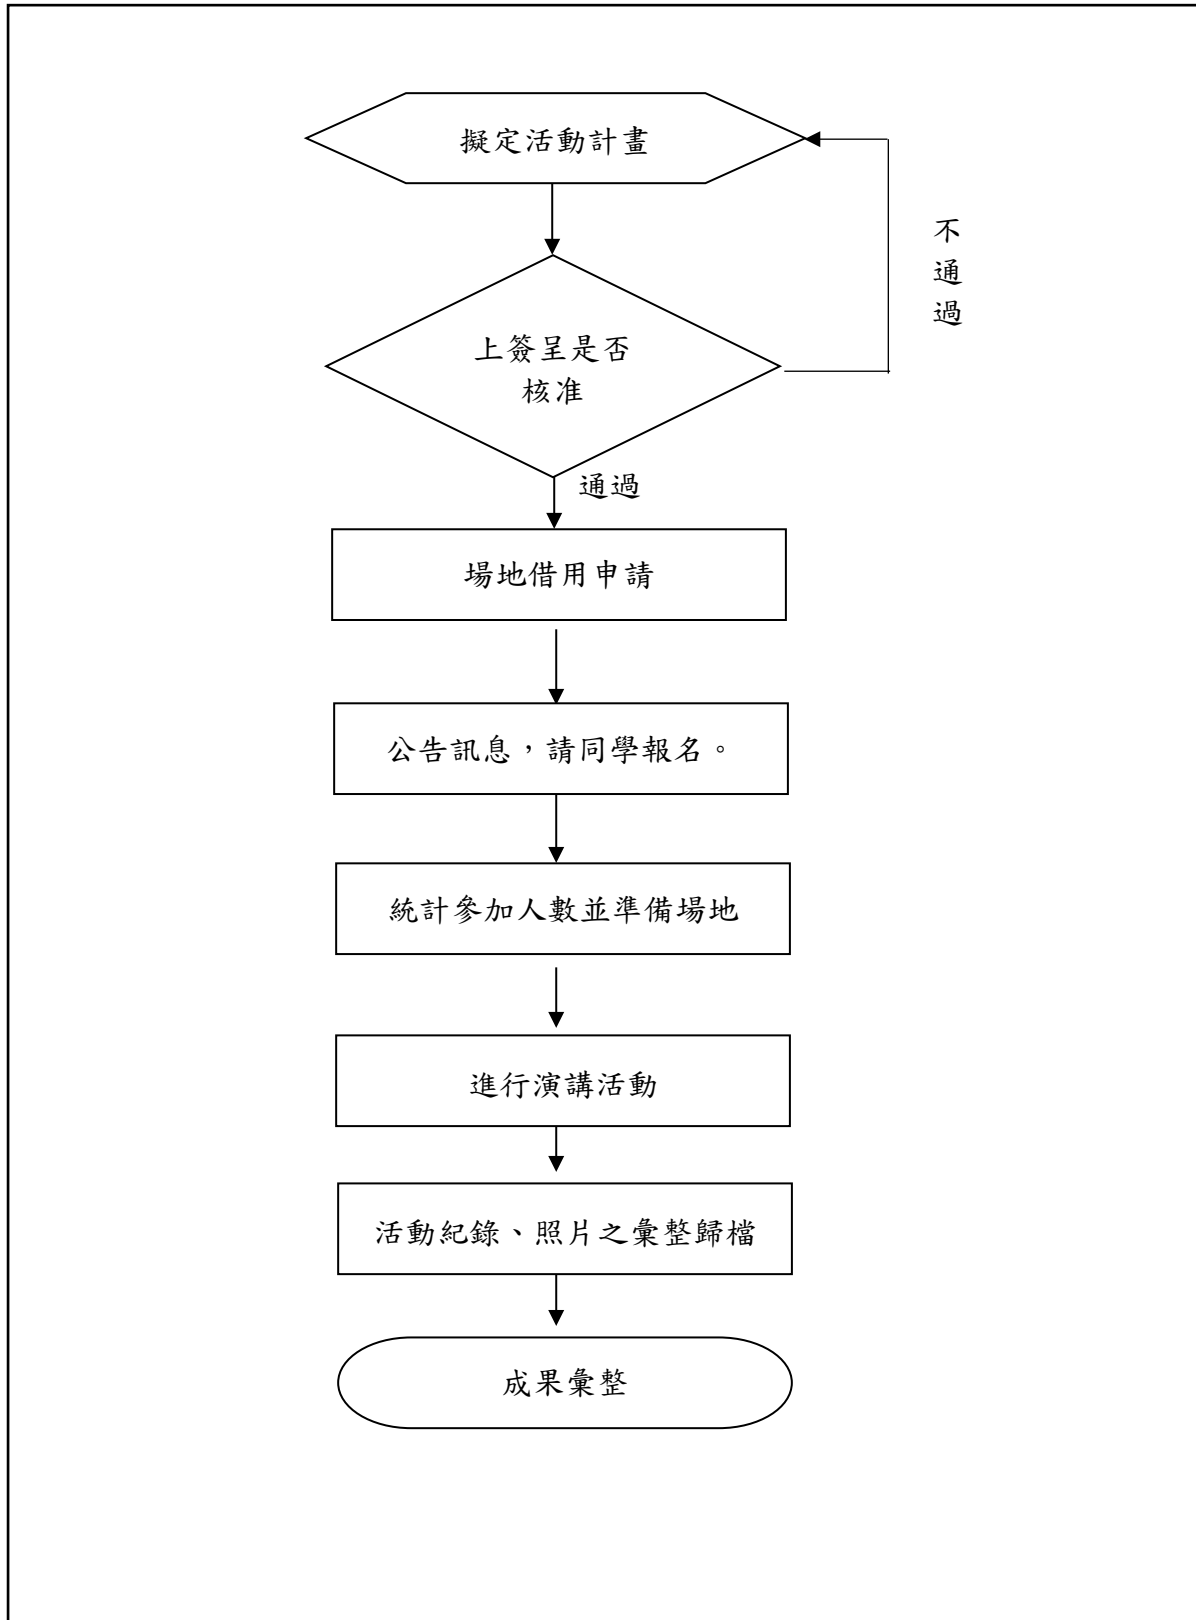 擬定活動計畫
不
通
過
上簽呈是否
核准
通過
場地借用申請
公告訊息，請同學報名。
統計參加人數並準備場地
進行演講活動
活動紀錄、照片之彙整歸檔
成果彙整